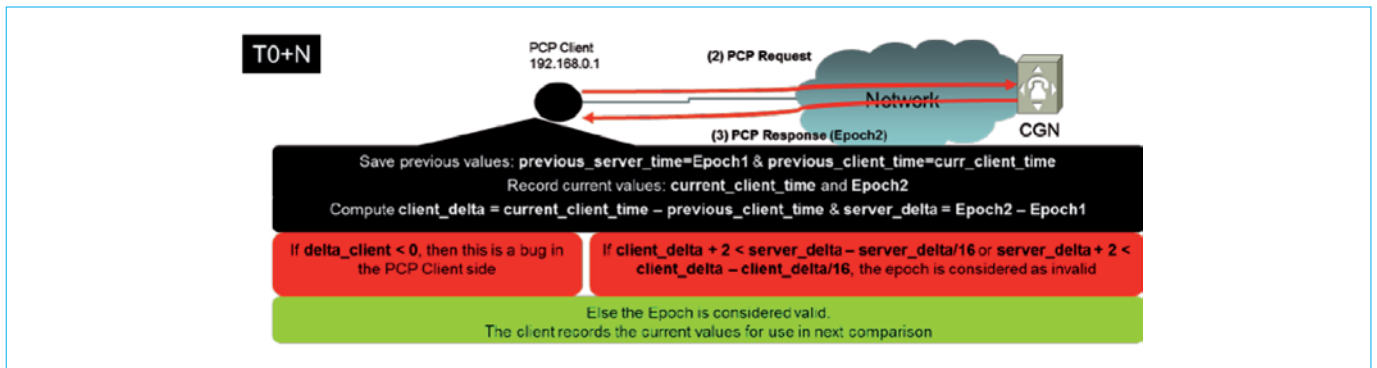 T0+N
PCP Client
192.168.0.1
(2) PCP Request
Network
(3) PCP Response (Epoch2)
CGN
Save previous values: previous_server_time=Epoch1 & previous_client_time=curr_client_time
Record current values: current_client_time and Epoch2
Compute client_delta = current_client_time – previous_client_time & server_delta = Epoch2 – Epoch1
If delta_client < 0, then this is a bug in
the PCP Client side
If client_delta + 2 < server_delta – server_delta/16 or server_delta + 2 <
client_delta – client_delta/16, the epoch is considered as invalid
Else the Epoch is considered valid.
The client records the current values for use in next comparison